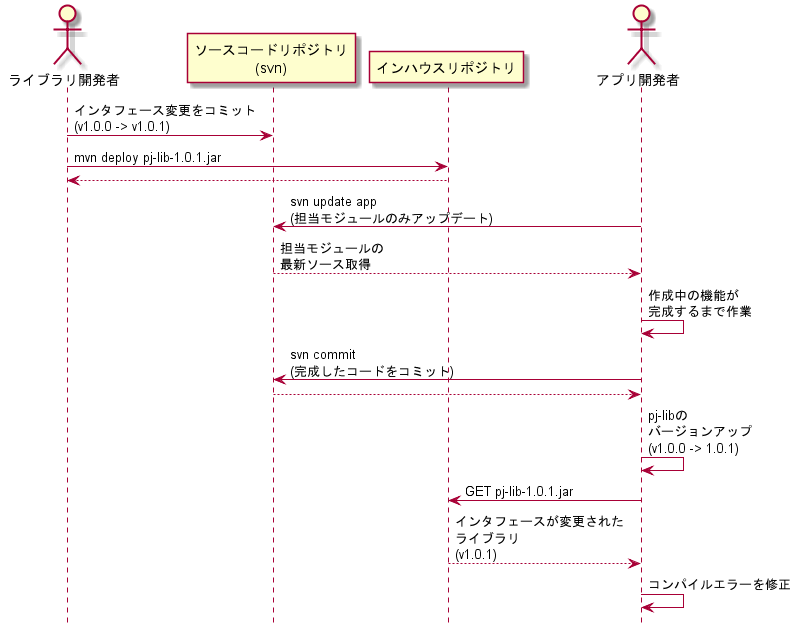 ライブラリ開発者
ソースコードリポジトリ
(svn)
インハウスリポジトリ
アプリ開発者
インタフェース変更をコミット
(v1.0.0 -> v1.0.1)
mvn deploy pj-lib-1.0.1.jar
svn update app
(担当モジュールのみアップデート)
担当モジュールの
最新ソース取得
作成中の機能が
完成するまで作業
svn commit
(完成したコードをコミット)
pj-libの
バージョンアップ
(v1.0.0 -> 1.0.1)
GET pj-lib-1.0.1.jar
インタフェースが変更された
ライブラリ
(v1.0.1)
コンパイルエラーを修正